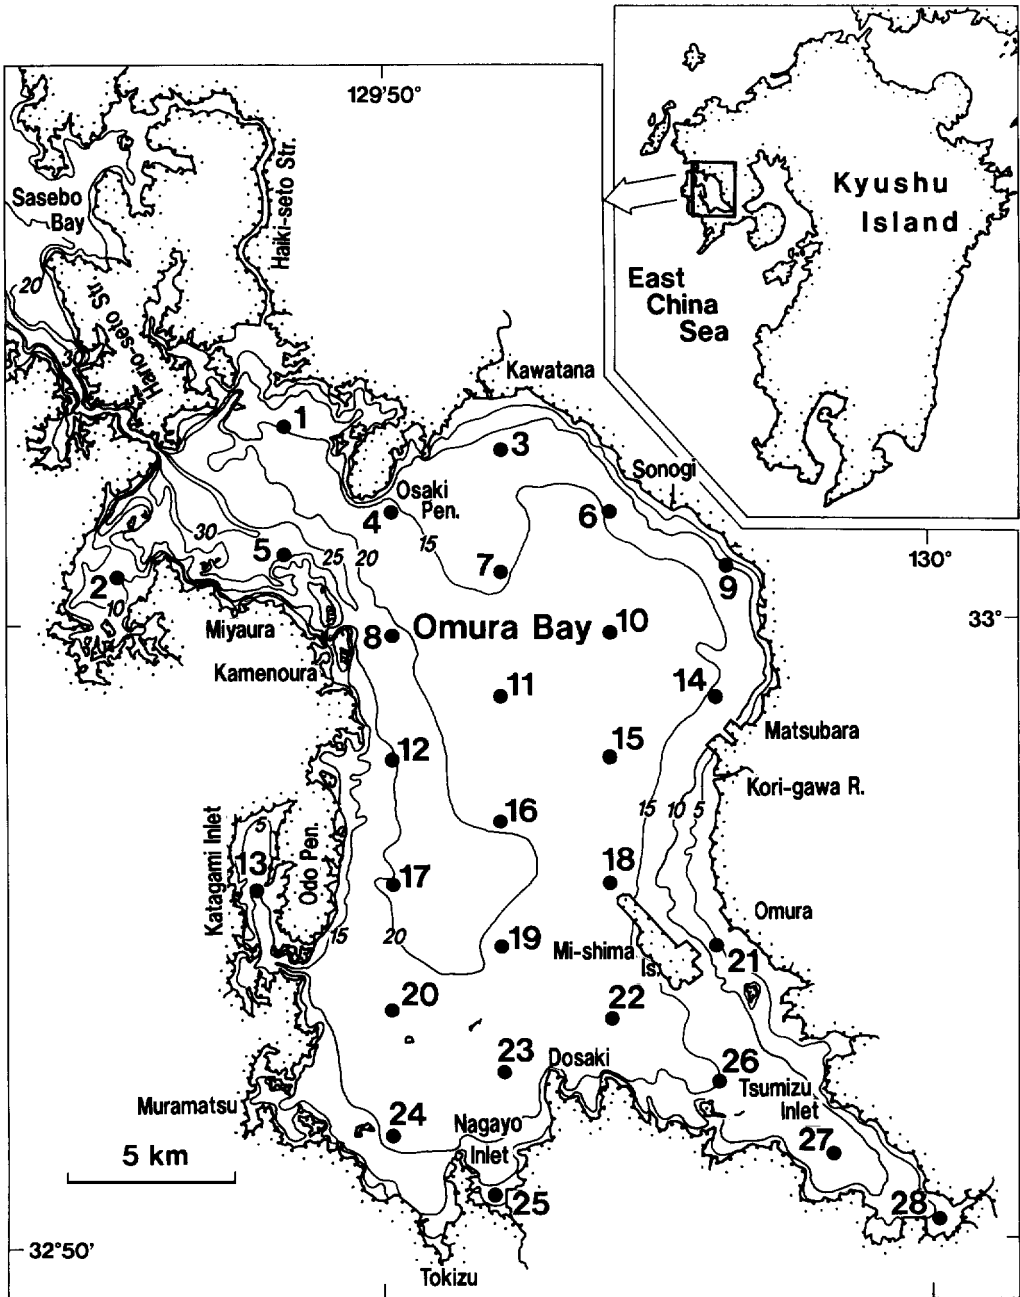 129°50'
Kyushu
Island
East
China
Sea
Sasebo
Bay
Haiki-seto Str.
20
Hario-seto Str.
30
Kawatana
1
3
Sonogi
Osaki
Pen.
4
6
15
5
30
25
20
7
9
130°
2
10
33°
Miyaura
8
Omura Bay
10
Kamenoura
11
14
Matsubara
12
15
Kori-gawa R.
15
10
5
Katagami Inlet
5
Odo Pen.
16
13
17
18
Omura
15
20
19
Mi-shima
Is.
21
20
22
23
Dosaki
26
Tsumizu
Inlet
Muramatsu
24
Nagayo
Inlet
27
5 km
25
28
32°50'
Tokizu